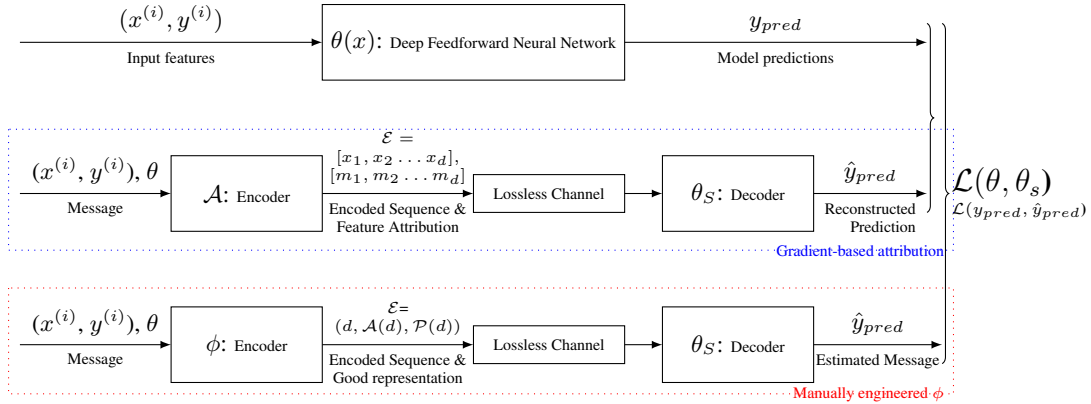 (x^{(i)}, y^{(i)})
θ(x): Deep Feedforward Neural Network
y_{pred}
Input features
Model predictions
ℰ =
[x_1, x_2 … x_d],
[m_1, m_2 … m_d]
(x^{(i)}, y^{(i)}), θ
𝒜: Encoder
Lossless Channel
θ_S: Decoder
ŷ_{pred}
Message
Encoded Sequence &
Feature Attribution
Reconstructed
Prediction
Gradient-based attribution
ℒ(θ, θ_s)
ℒ(y_{pred}, ŷ_{pred})
ℰ=
(d, 𝒜(d), 𝒫(d))
(x^{(i)}, y^{(i)}), θ
ϕ: Encoder
Lossless Channel
θ_S: Decoder
ŷ_{pred}
Message
Encoded Sequence &
Good representation
Estimated Message
Manually engineered ϕ